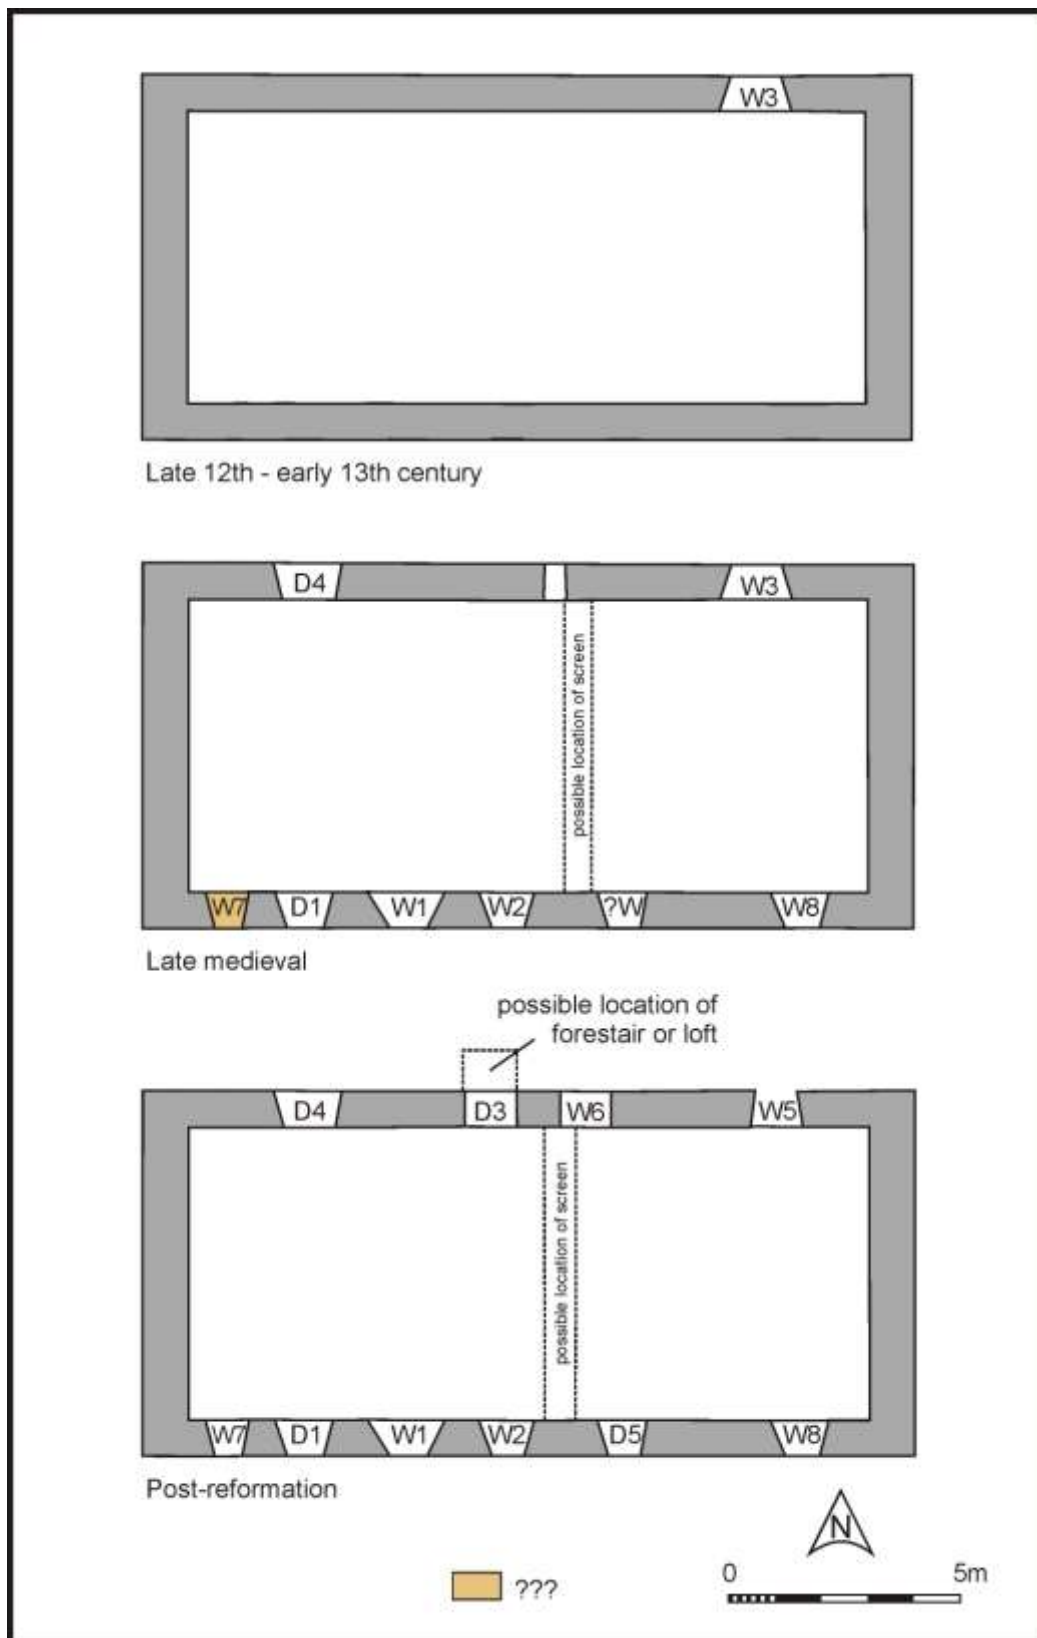 W3
Late 12th - early 13th century
D4
W3
possible location of screen
W7 D1 W1 W2 ?W W8
Late medieval
possible location of
forestair or loft
D4 D3 W6 W5
possible location of screen
W7 D1 W1 W2 D5 W8
Post-reformation
N
0 5m
???